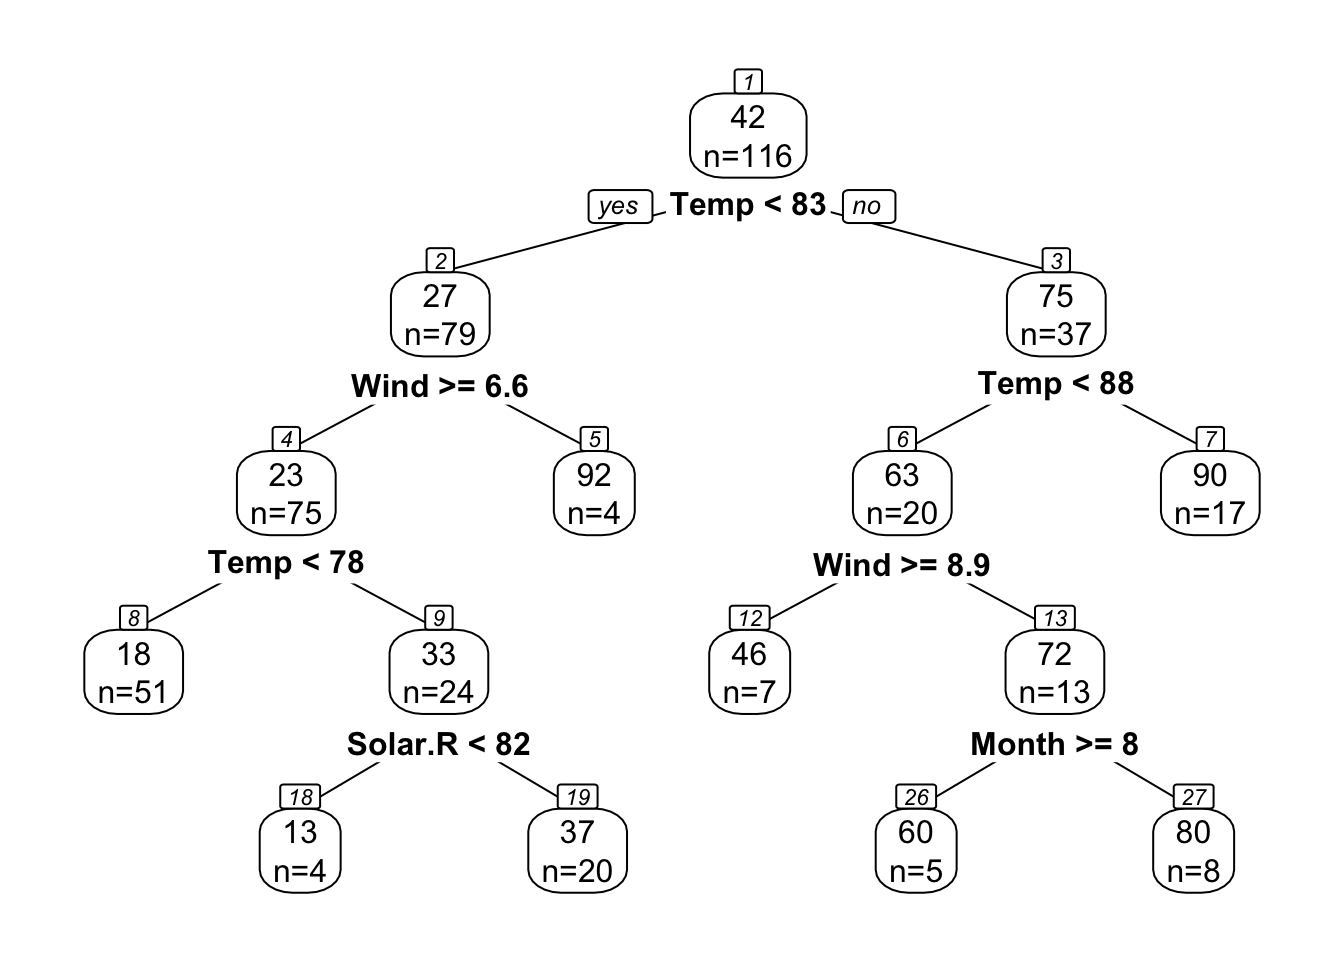 1
42
n=116
yes Temp < 83 no
2
27
n=79
3
75
n=37
Wind >= 6.6
Temp < 88
4
23
n=75
5
92
n=4
6
63
n=20
7
90
n=17
Temp < 78
Wind >= 8.9
8
18
n=51
9
33
n=24
12
46
n=7
13
72
n=13
Solar.R < 82
Month >= 8
18
13
n=4
19
37
n=20
26
60
n=5
27
80
n=8